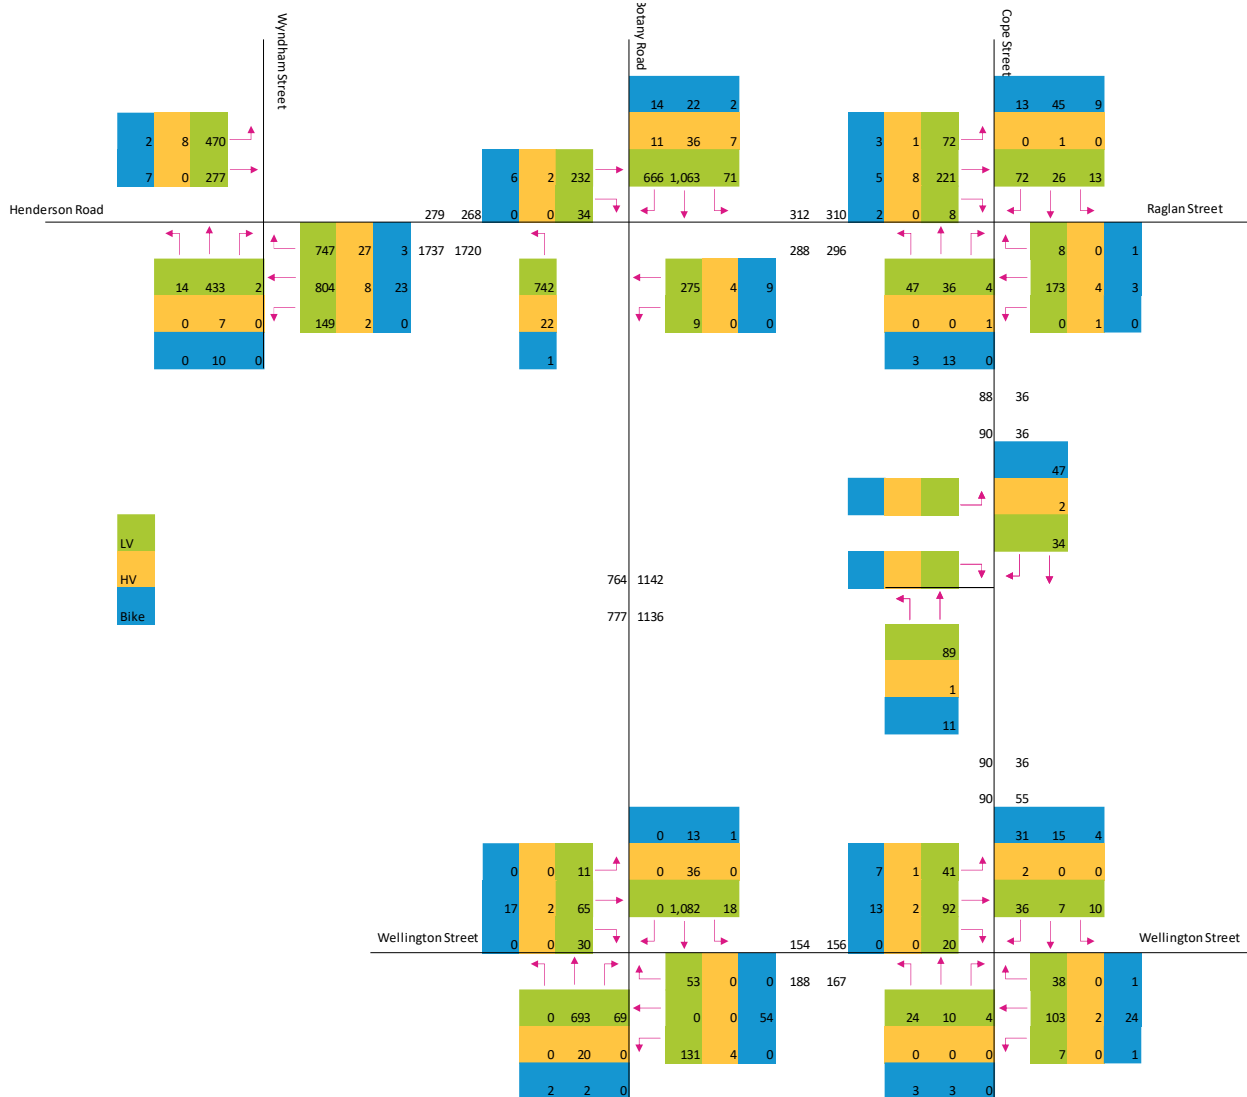 Wyndham Street
Botany Road
Cope Street
14 22 2
13 45 9
2 8 470
11 36 7
3 1 72
0 1 0
7 0 277
6 2 232
666 1,063 71
5 8 221
72 26 13
Henderson Road
279 268
0 0 34
312 310
2 0 8
Raglan Street
747 27 3
1737 1720
288 296
8 0 1
14 433 2
804 8 23
742
275 4 9
47 36 4
173 4 3
0 7 0
149 2 0
22
9 0 0
0 0 1
0 1 0
0 10 0
1
3 13 0
88 36
90 36
47
2
LV
34
HV
764 1142
Bike
777 1136
89
1
11
90 36
90 55
0 13 1
31 15 4
0 0 11
0 36 0
7 1 41
2 0 0
17 2 65
0 1,082 18
13 2 92
36 7 10
Wellington Street
0 0 30
154 156
0 0 20
Wellington Street
53 0 0
188 167
38 0 1
0 693 69
0 0 54
24 10 4
103 2 24
0 20 0
131 4 0
0 0 0
7 0 1
2 2 0
3 3 0